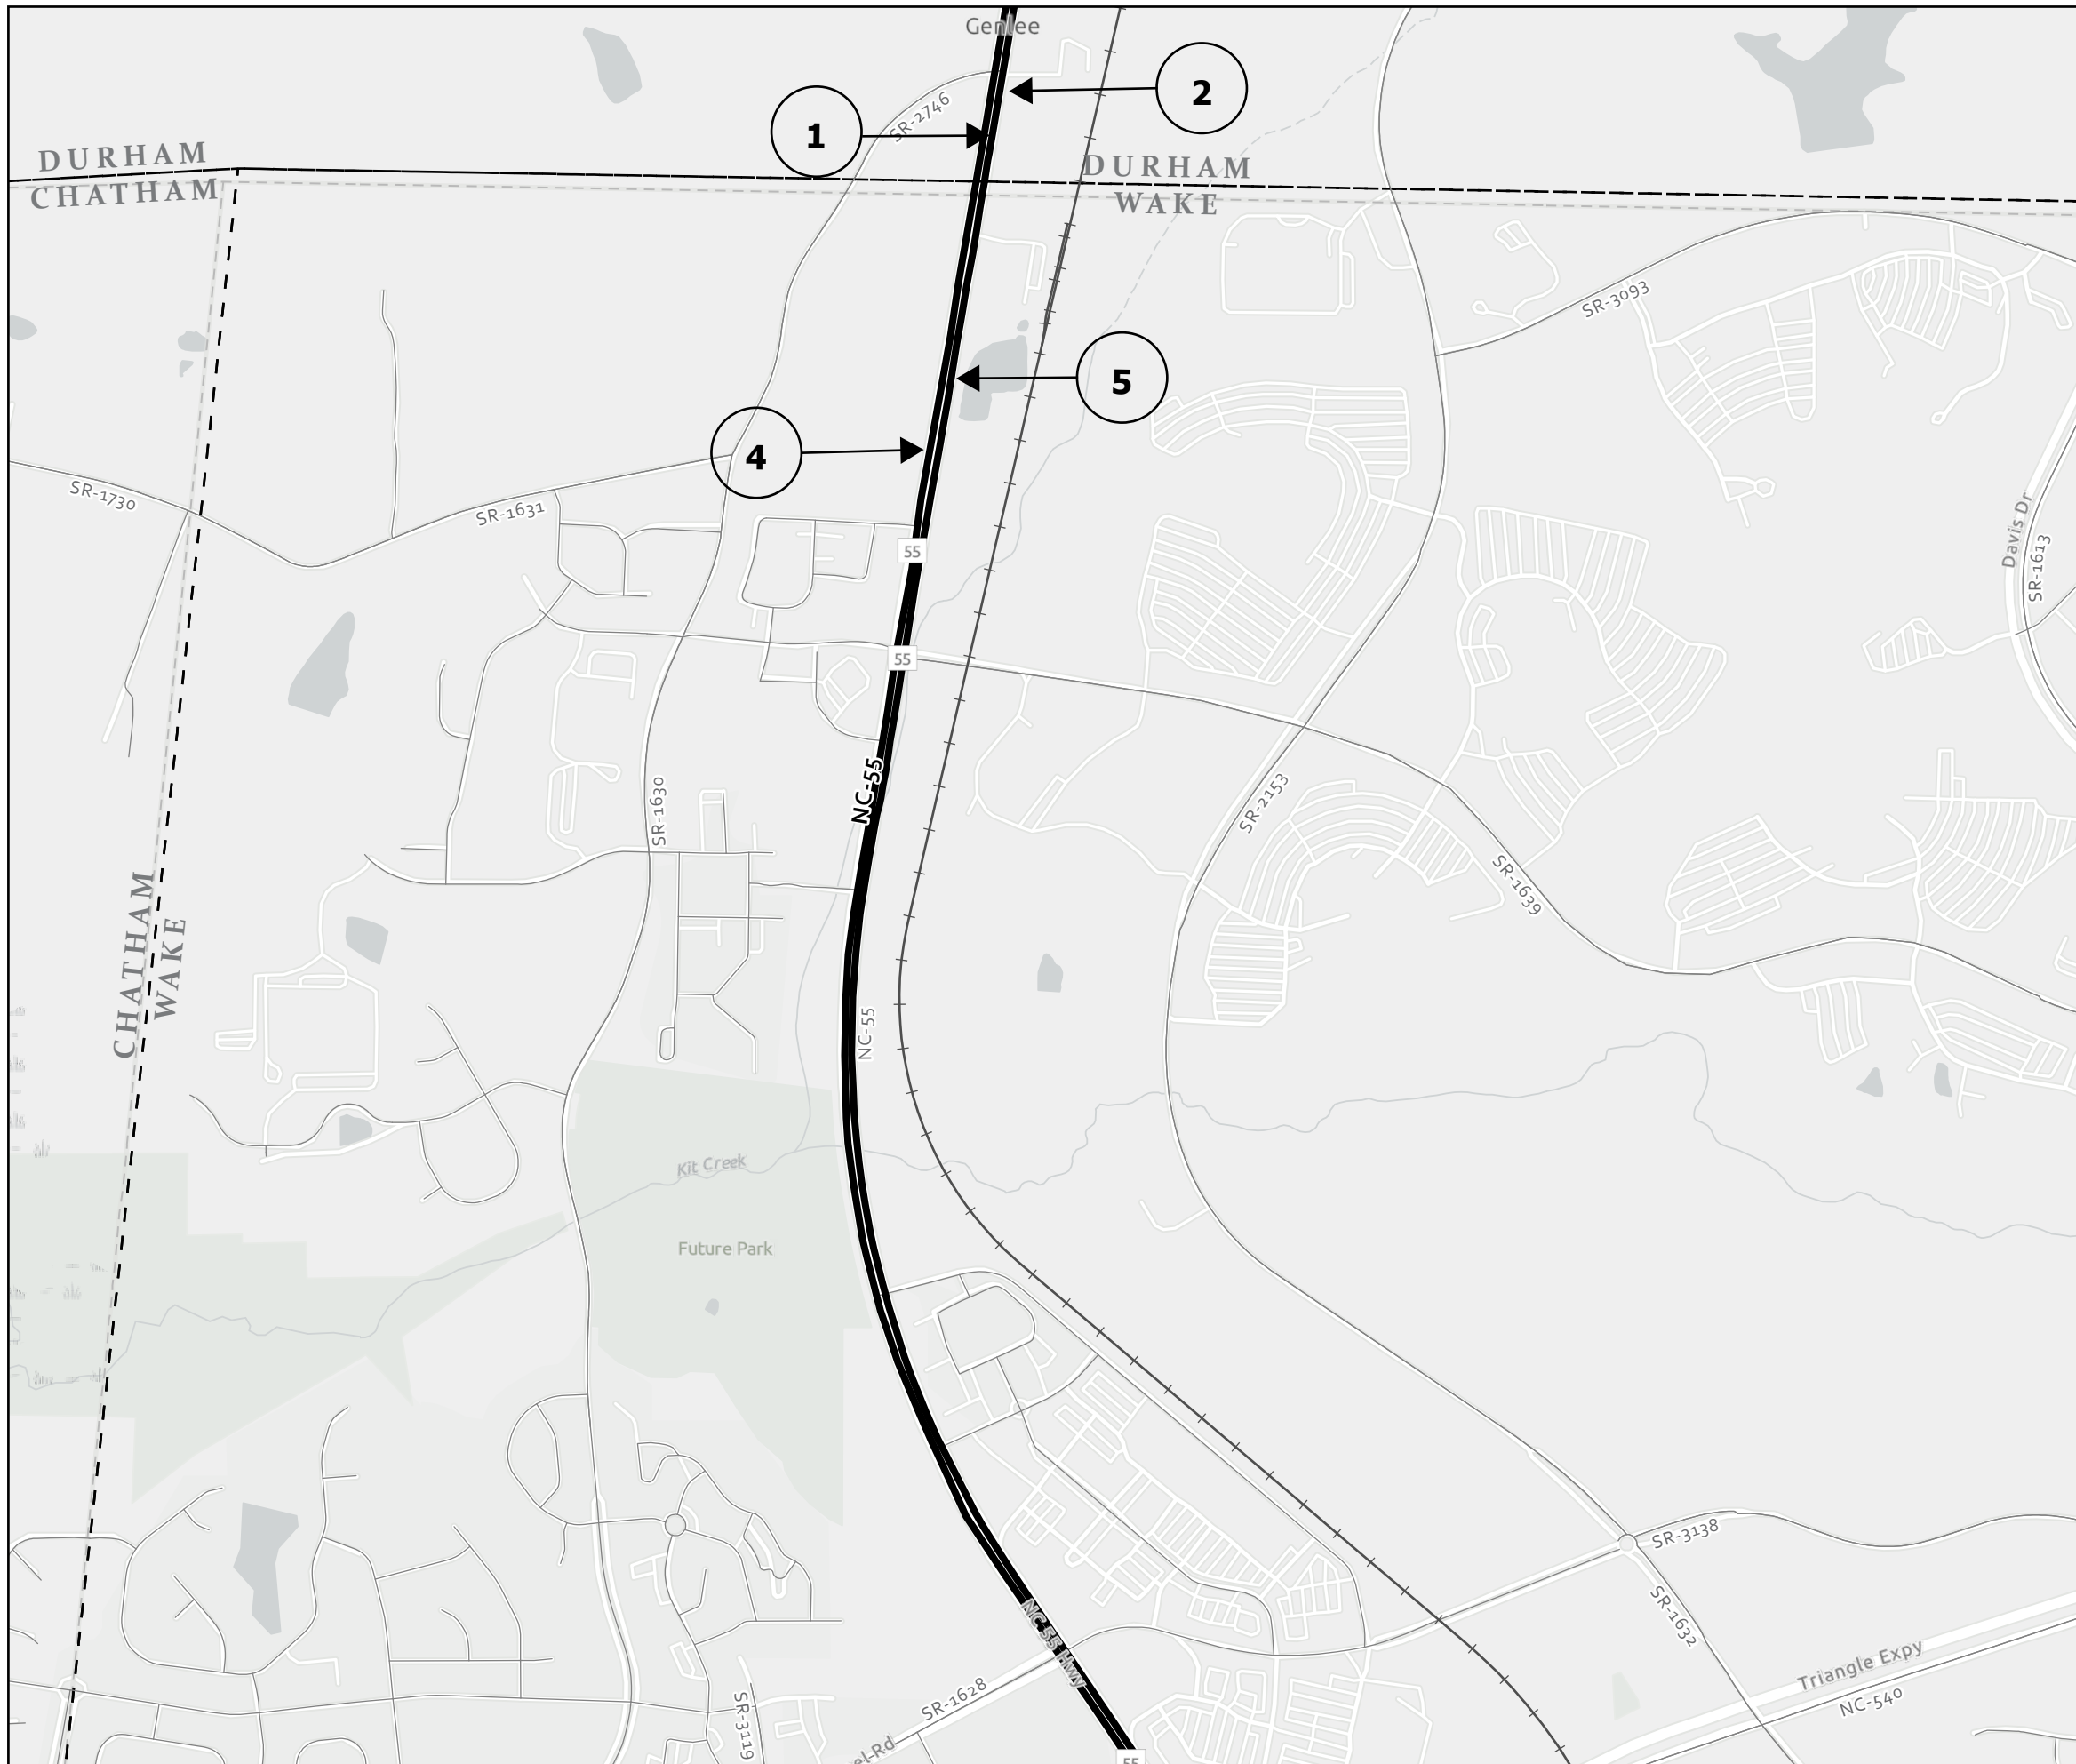 Genlee
2
1
SR-2746
DURHAM
CHATHAM
DURHAM
WAKE
SR-3093
5
4
SR-1730
SR-1631
Davis Dr
SR-1613
55
55
NC-55
SR-1630
SR-2153
SR-1639
CHATHAM
WAKE
NC-55
Kit Creek
Future Park
SR-3138
SR-1632
NC 55 Hwy
Triangle Expy
NC-540
SR-1628
SR-3119
Rd
55